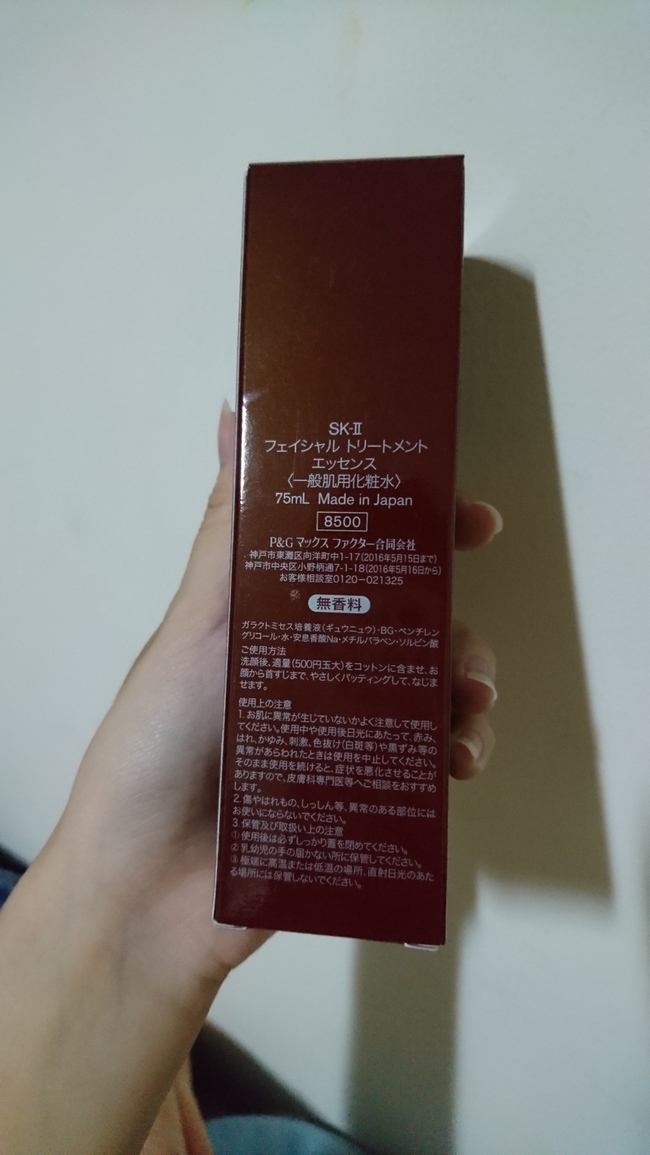 SK-Ⅱ
フェイシャル トリートメント
エッセンス
〈一般肌用化粧水〉
75mL Made in Japan
8500
P&G マックス ファクター合同会社
神戸市東灘区向洋町中1-17(2016年5月15日まで)
神戸市中央区小野柄通7-1-18(2016年5月16日から)
お客様相談室0120-021325
無香料
ガラクトミセス培養液(ギュウニュウ)・BG・ペンチレン
グリコール・水・安息香酸Na・メチルパラベン・ソルビン酸
ご使用方法
洗顔後、適量(500円玉大)をコットンに含ませ、お
顔から首すじまで、やさしくパッティングして、なじま
せます。
使用上の注意
1. お肌に異常が生じていないかよく注意して使用し
てください。使用中や使用後日光にあたって、赤み、
はれ、かゆみ、刺激、色抜け(白斑等)や黒ずみ等の
異常があらわれたときは使用を中止してください。
そのまま使用を続けると、症状を悪化させることが
ありますので、皮膚科専門医等へご相談をおすすめ
します。
2. 傷やはれもの、しっしん等、異常のある部位には
お使いにならないでください。
3. 保管及び取扱い上の注意
① 使用後は必ずしっかり蓋を閉めてください。
② 乳幼児の手の届かない所に保管してください。
③ 極端に高温または低温の場所、直射日光のあた
る場所には保管しないでください。